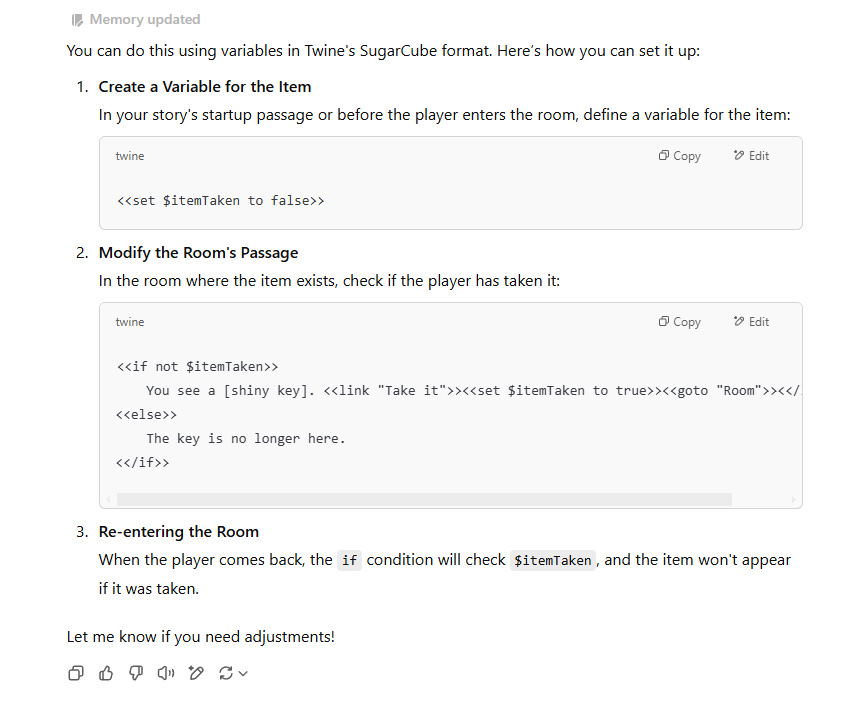 Memory updated
You can do this using variables in Twine's SugarCube format. Here's how you can set it up:
1. Create a Variable for the Item
In your story's startup passage or before the player enters the room, define a variable for the item:
twine Copy Edit
<<set $itemTaken to false>>
2. Modify the Room's Passage
In the room where the item exists, check if the player has taken it:
twine Copy Edit
<<if not $itemTaken>>
You see a [shiny key]. <<link "Take it">><<set $itemTaken to true>><<goto "Room">><</
<<else>>
The key is no longer here.
<</if>>
3. Re-entering the Room
When the player comes back, the if condition will check $itemTaken, and the item won't appear
if it was taken.
Let me know if you need adjustments!